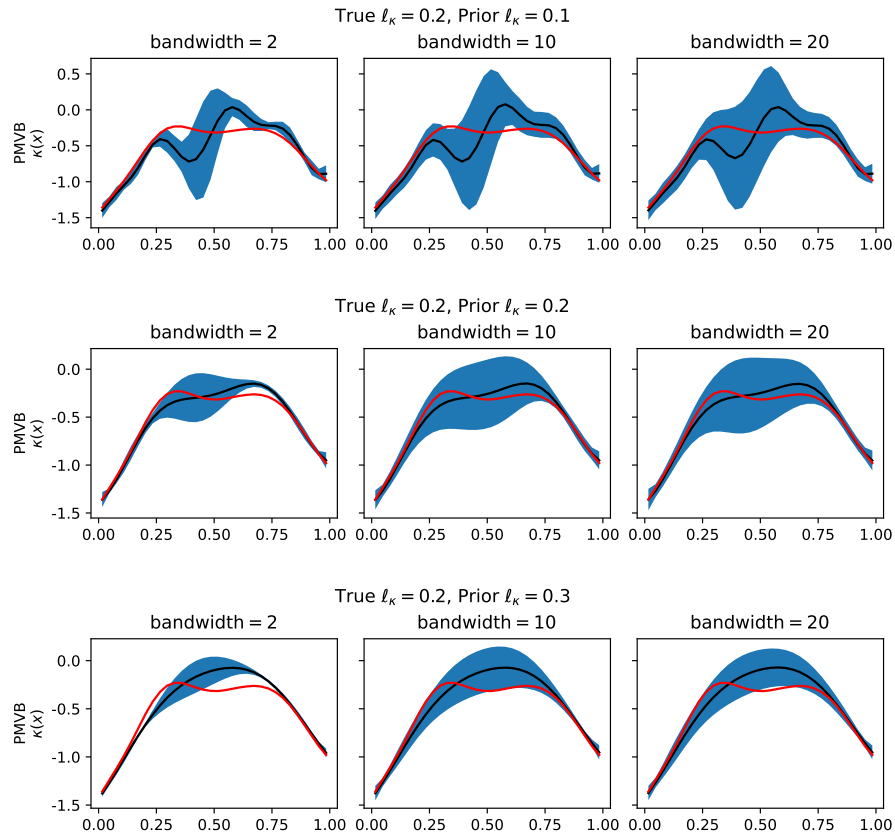 True ℓκ = 0.2, Prior ℓκ = 0.1
bandwidth = 2 bandwidth = 10 bandwidth = 20
PMVB
κ(x)
0.5
0.0
-0.5
-1.0
-1.5
0.00 0.25 0.50 0.75 1.00 0.00 0.25 0.50 0.75 1.00 0.00 0.25 0.50 0.75 1.00
True ℓκ = 0.2, Prior ℓκ = 0.2
bandwidth = 2 bandwidth = 10 bandwidth = 20
PMVB
κ(x)
0.0
-0.5
-1.0
-1.5
0.00 0.25 0.50 0.75 1.00 0.00 0.25 0.50 0.75 1.00 0.00 0.25 0.50 0.75 1.00
True ℓκ = 0.2, Prior ℓκ = 0.3
bandwidth = 2 bandwidth = 10 bandwidth = 20
PMVB
κ(x)
0.0
-0.5
-1.0
-1.5
0.00 0.25 0.50 0.75 1.00 0.00 0.25 0.50 0.75 1.00 0.00 0.25 0.50 0.75 1.00